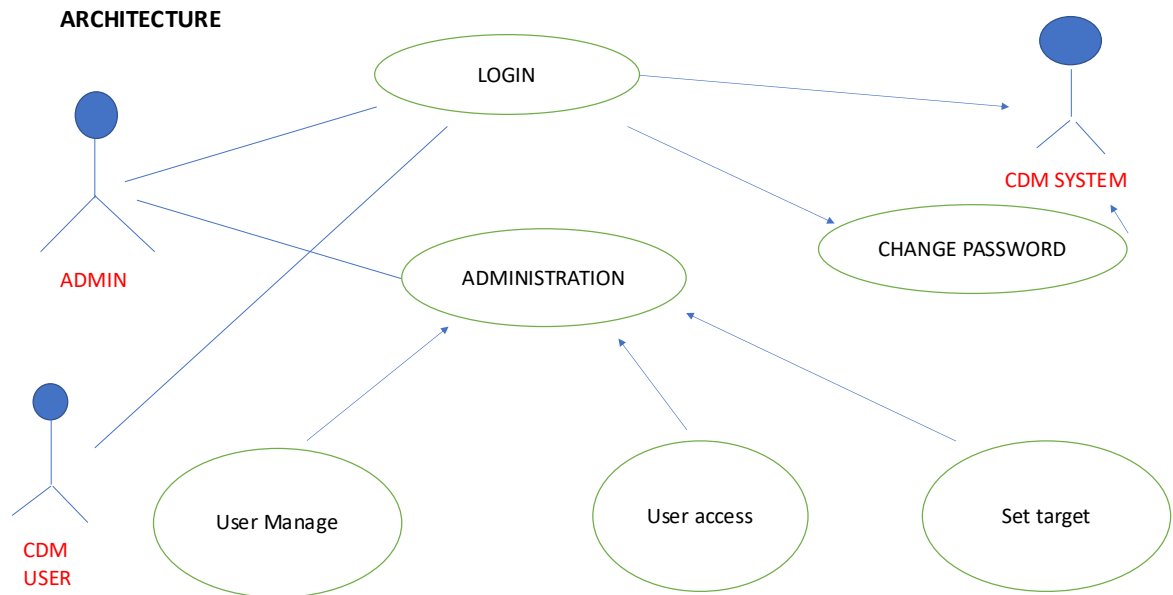 ARCHITECTURE
LOGIN
CDM SYSTEM
CHANGE PASSWORD
ADMIN
ADMINISTRATION
User Manage
User access
Set target
CDM
USER